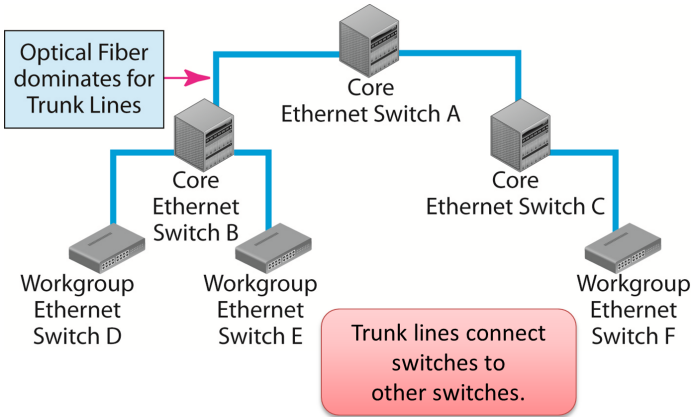 Optical Fiber
dominates for
Trunk Lines
Core
Ethernet Switch A
Core
Ethernet
Switch B
Core
Ethernet Switch C
Workgroup
Ethernet
Switch D
Workgroup
Ethernet
Switch E
Workgroup
Ethernet
Switch F
Trunk lines connect
switches to
other switches.